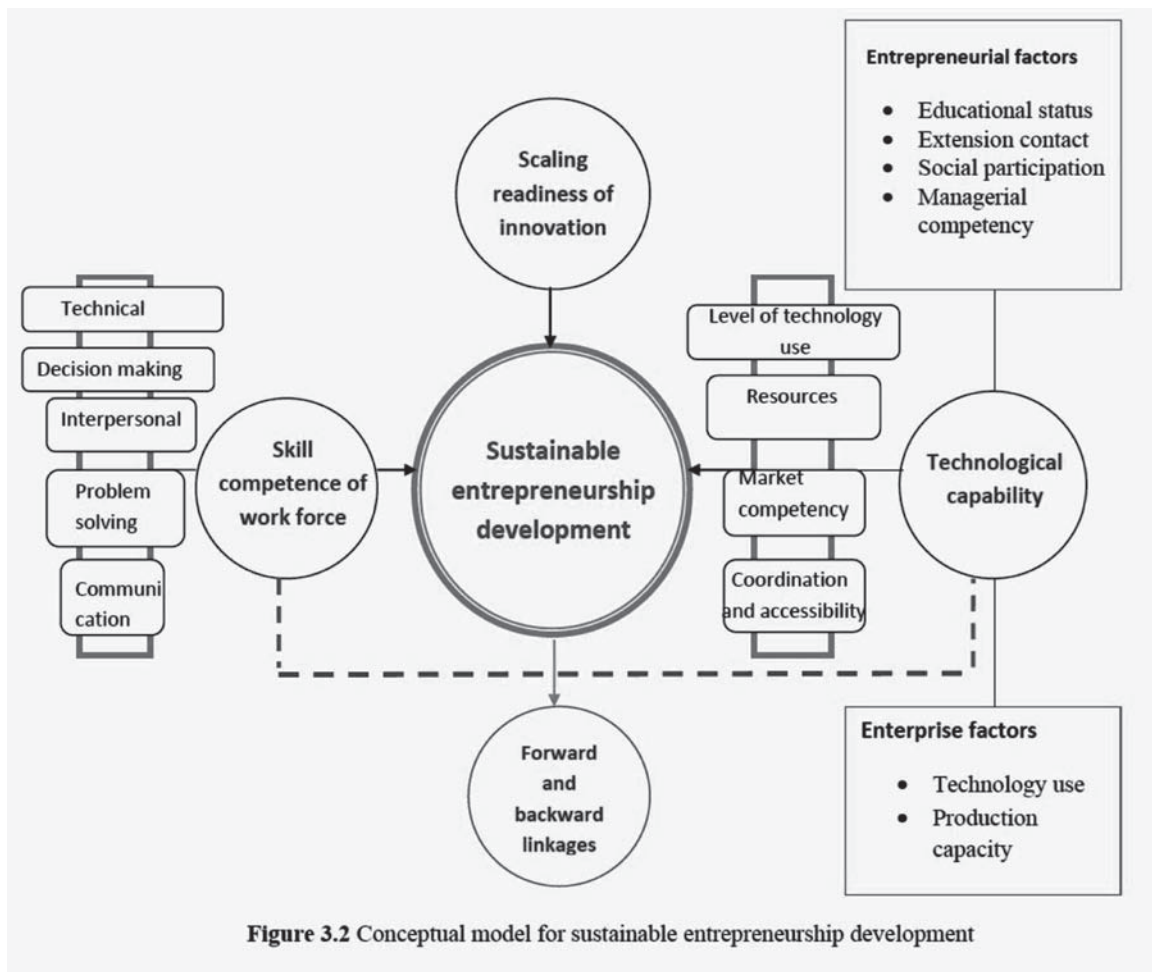 Entrepreneurial factors
• Educational status
• Extension contact
• Social participation
• Managerial
competency
Scaling
readiness of
innovation
Technical
Decision making
Interpersonal
Problem
solving
Communi
cation
Skill
competence of
work force
Sustainable
entrepreneurship
development
Level of technology
use
Resources
Market
competency
Coordination
and accessibility
Technological
capability
Forward
and
backward
linkages
Enterprise factors
• Technology use
• Production
capacity
Figure 3.2 Conceptual model for sustainable entrepreneurship development